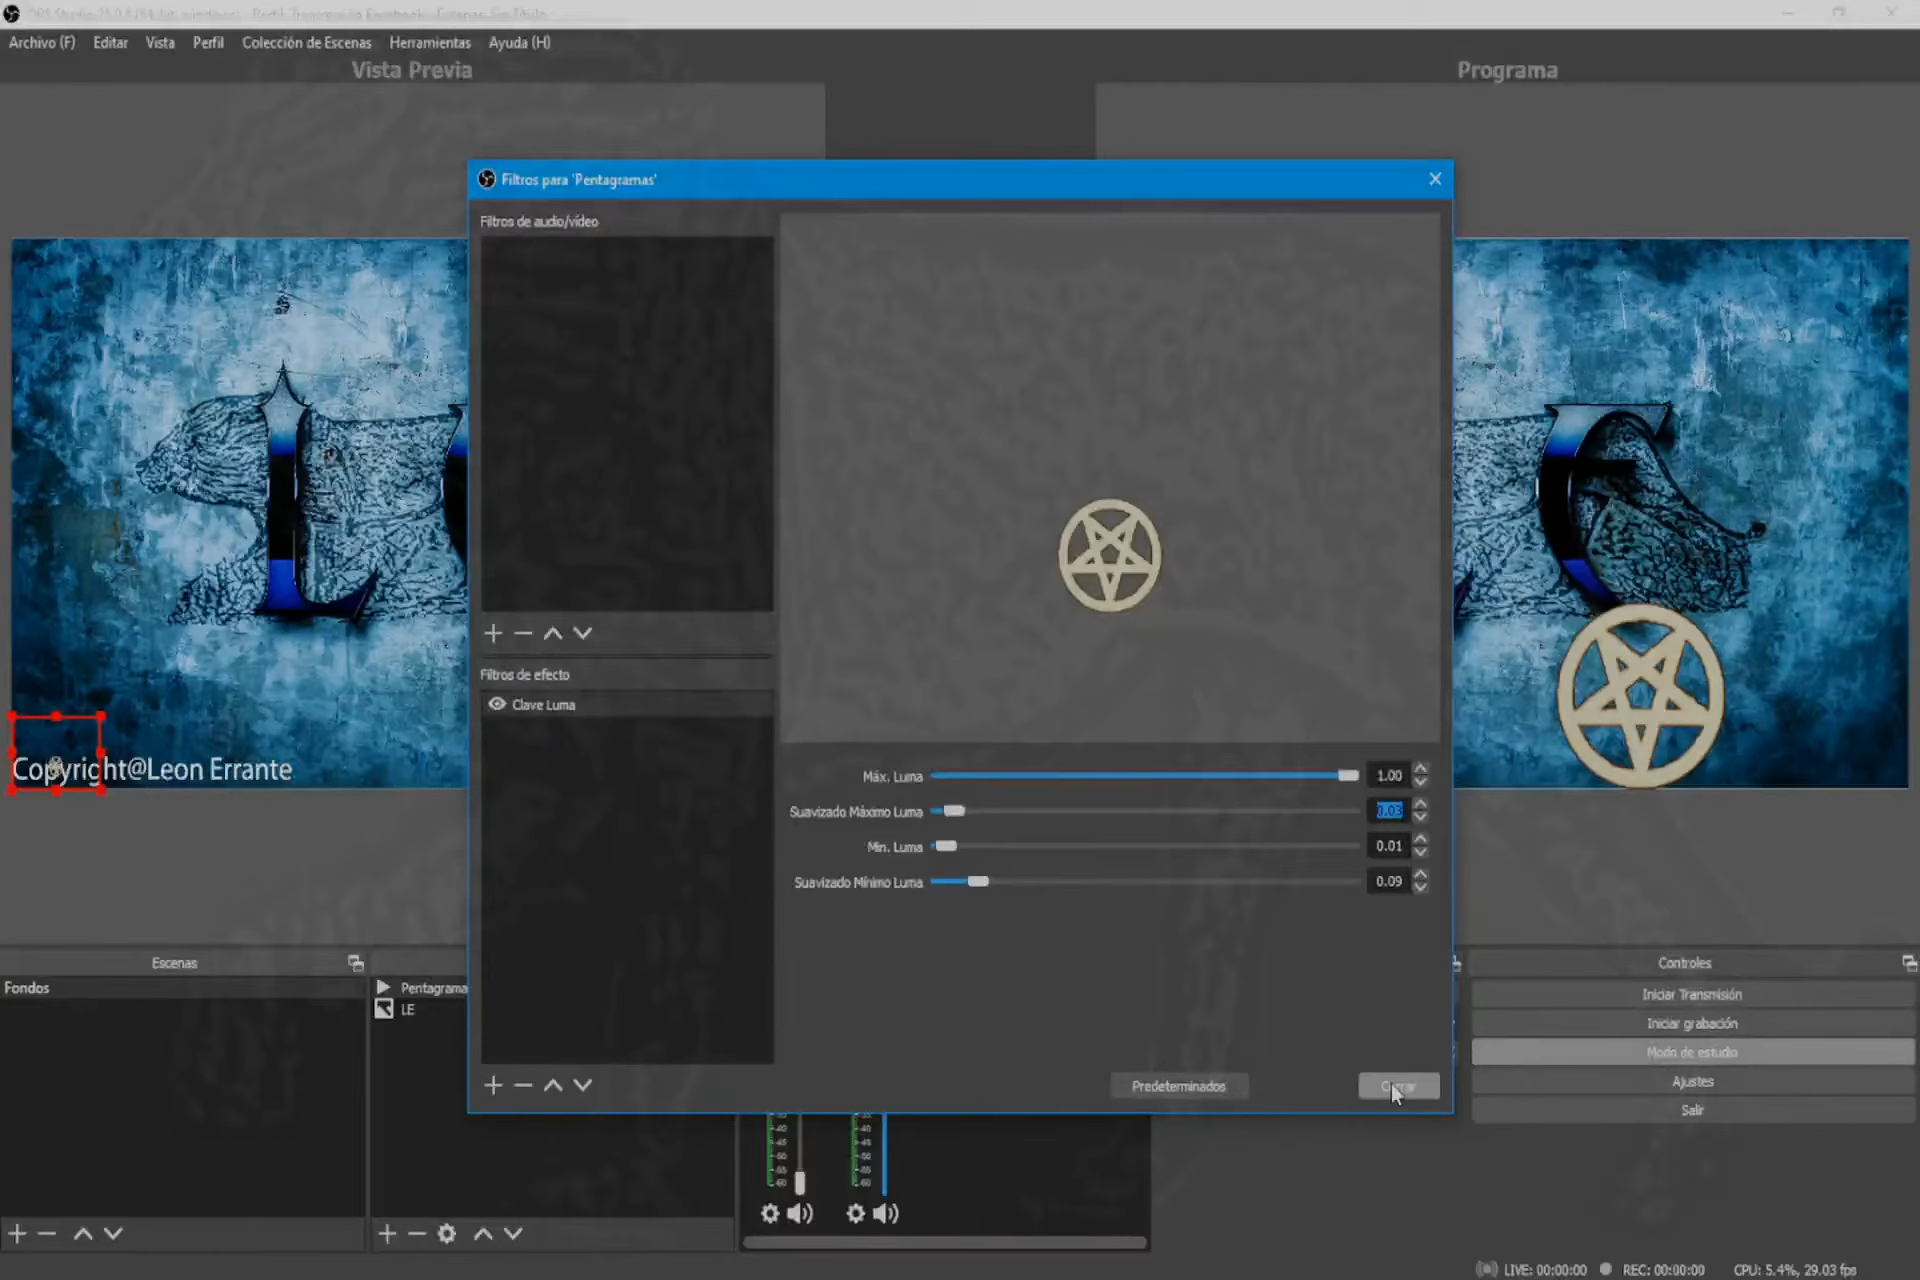 Archivo (F) Editar Vista Perfil Colección de Escenas Herramientas Ayuda (H)
Vista Previa
Programa
Filtros para 'Pentagramas'
Filtros de audio/vídeo
Filtros de efecto
Clave Luma
Máx. Luma 1.00
Suavizado Máximo Luma 0.03
Min. Luma 0.01
Suavizado Mínimo Luma 0.09
Predeterminados
Copyright@Leon Errante
Escenas
Fondos
Pentagrama
LE
Controles
Iniciar Transmisión
Iniciar grabación
Modo de estudio
Ajustes
Salir
LIVE: 00:00:00 REC: 00:00:00 CPU: 5.4%, 29.03 fps